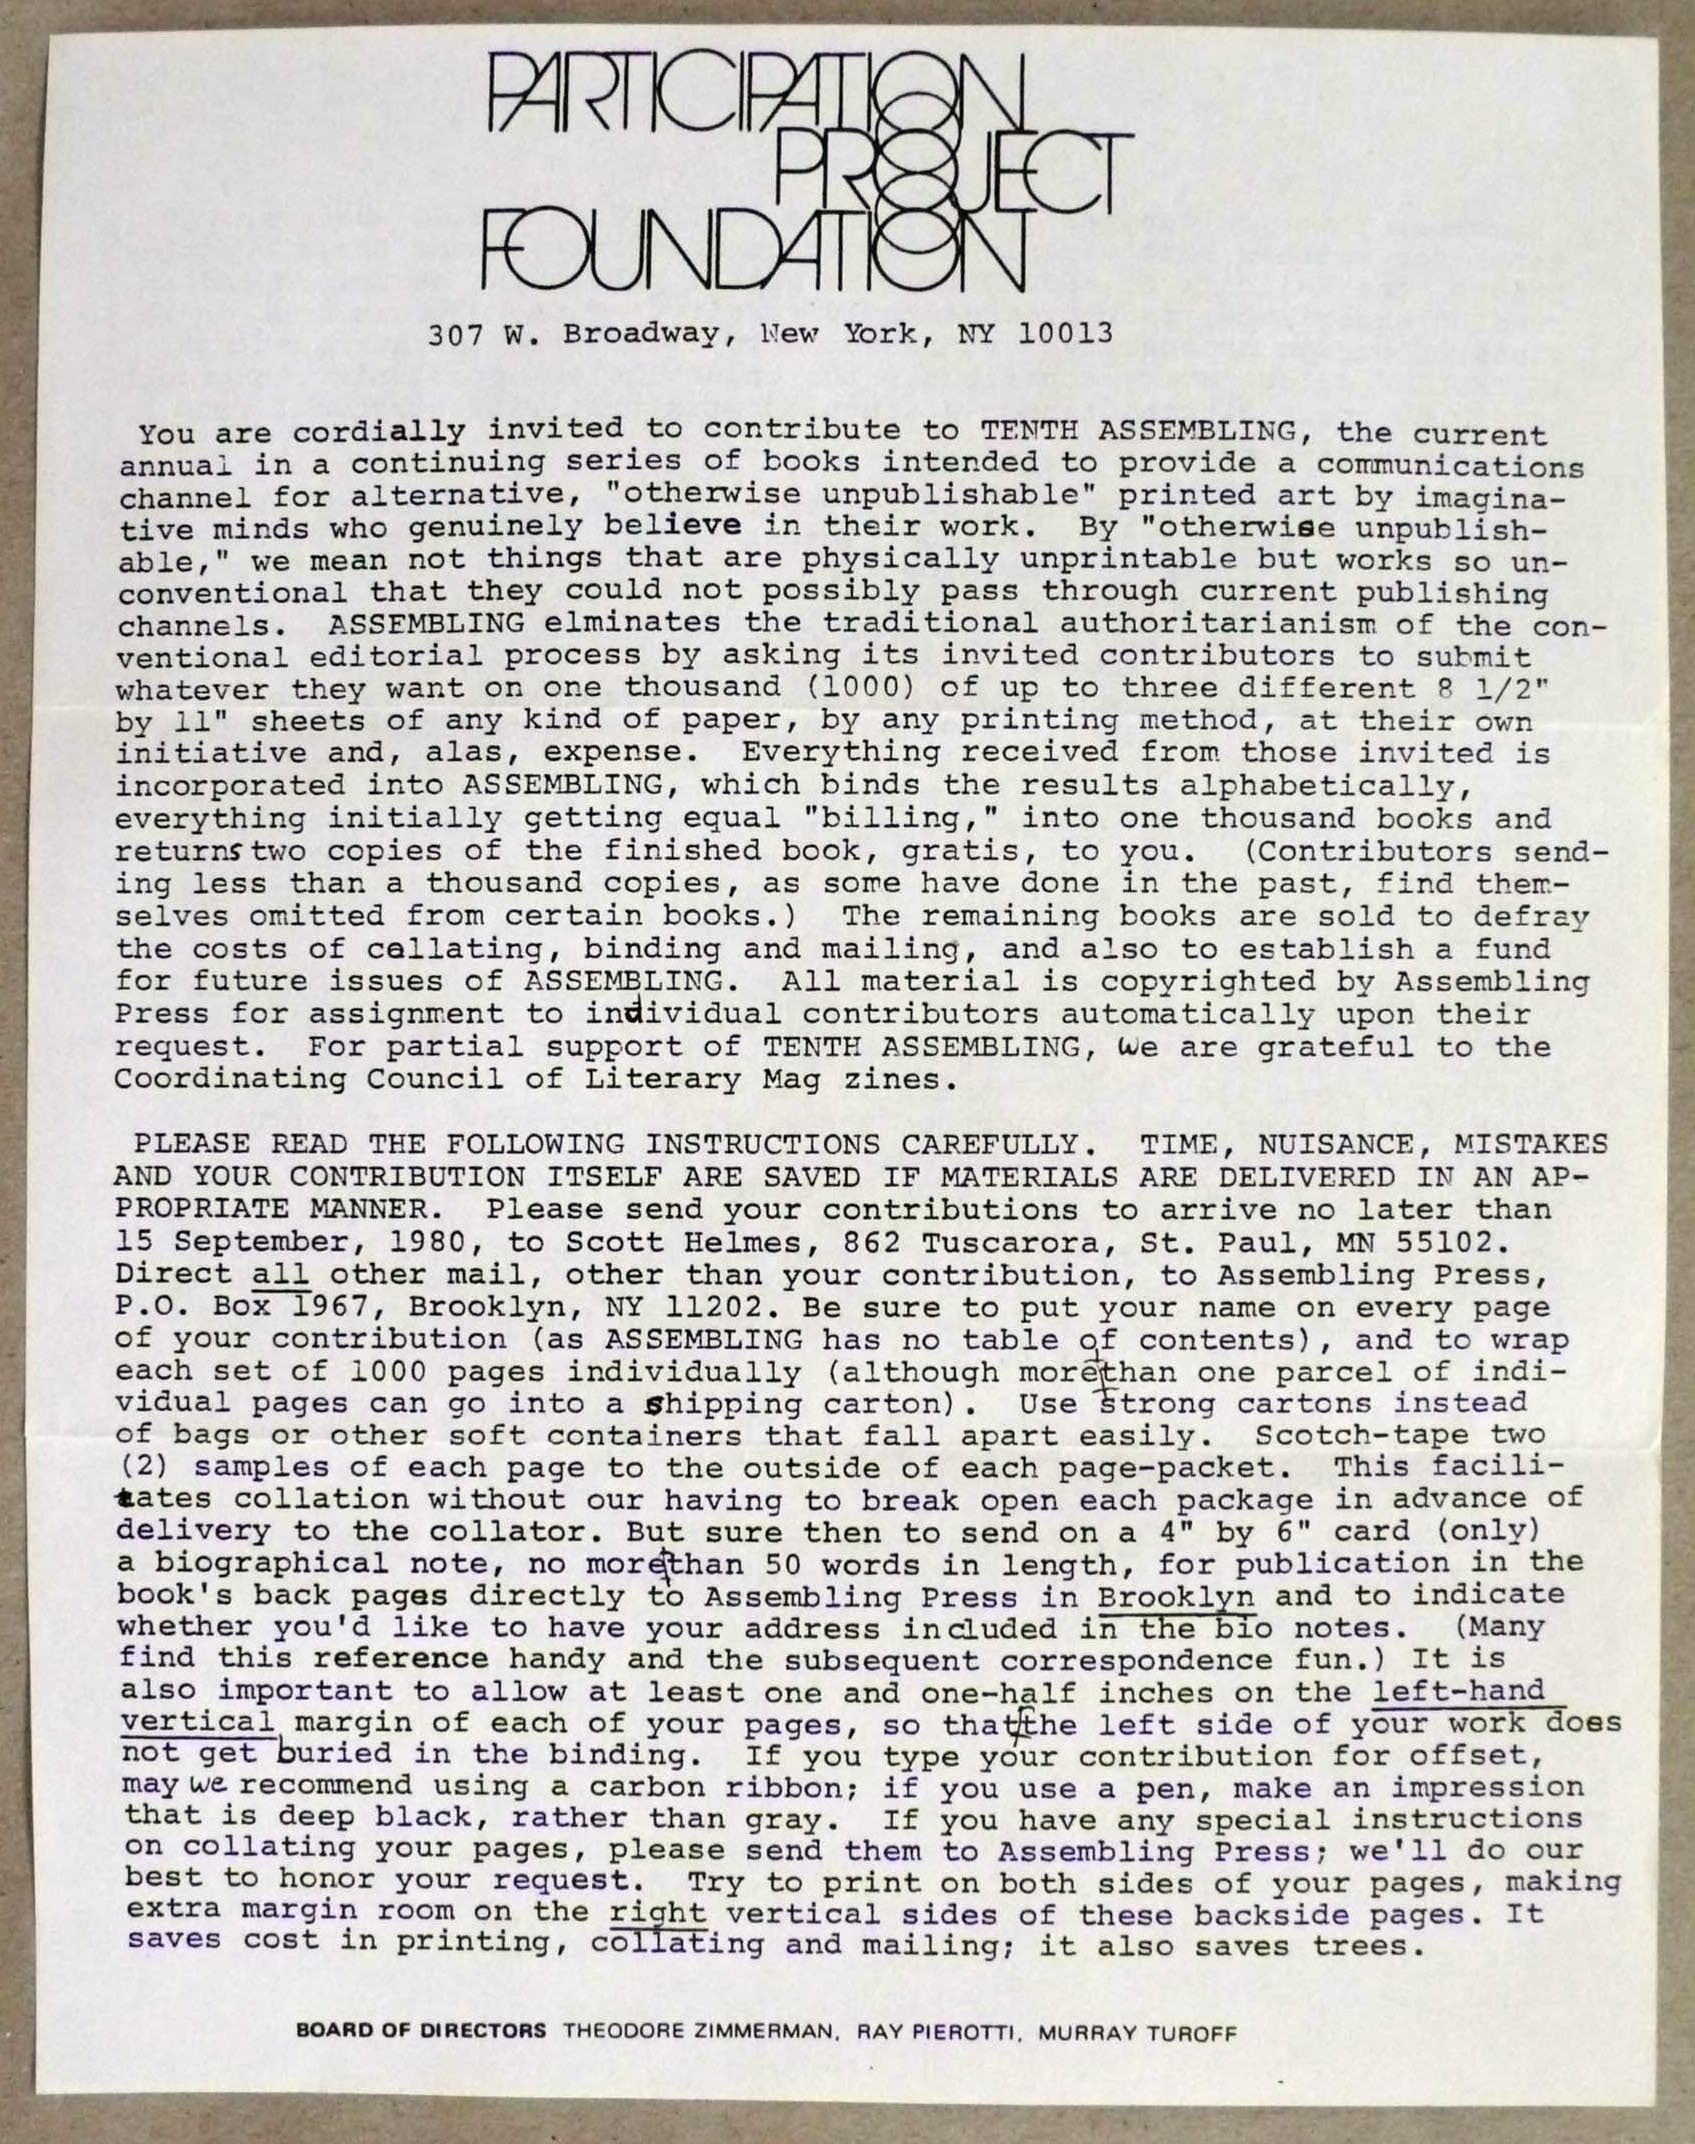 PARTICIPATION
PROJECT
FOUNDATION
307 W. Broadway, New York, NY 10013
You are cordially invited to contribute to TENTH ASSEMBLING, the current
annual in a continuing series of books intended to provide a communications
channel for alternative, "otherwise unpublishable" printed art by imagina-
tive minds who genuinely believe in their work. By "otherwise unpublish-
able," we mean not things that are physically unprintable but works so un-
conventional that they could not possibly pass through current publishing
channels. ASSEMBLING elminates the traditional authoritarianism of the con-
ventional editorial process by asking its invited contributors to submit
whatever they want on one thousand (1000) of up to three different 8 1/2"
by 11" sheets of any kind of paper, by any printing method, at their own
initiative and, alas, expense. Everything received from those invited is
incorporated into ASSEMBLING, which binds the results alphabetically,
everything initially getting equal "billing," into one thousand books and
returns two copies of the finished book, gratis, to you. (Contributors send-
ing less than a thousand copies, as some have done in the past, find them-
selves omitted from certain books.) The remaining books are sold to defray
the costs of collating, binding and mailing, and also to establish a fund
for future issues of ASSEMBLING. All material is copyrighted by Assembling
Press for assignment to individual contributors automatically upon their
request. For partial support of TENTH ASSEMBLING, we are grateful to the
Coordinating Council of Literary Mag zines.
PLEASE READ THE FOLLOWING INSTRUCTIONS CAREFULLY. TIME, NUISANCE, MISTAKES
AND YOUR CONTRIBUTION ITSELF ARE SAVED IF MATERIALS ARE DELIVERED IN AN AP-
PROPRIATE MANNER. Please send your contributions to arrive no later than
15 September, 1980, to Scott Helmes, 862 Tuscarora, St. Paul, MN 55102.
Direct all other mail, other than your contribution, to Assembling Press,
P.O. Box 1967, Brooklyn, NY 11202. Be sure to put your name on every page
of your contribution (as ASSEMBLING has no table of contents), and to wrap
each set of 1000 pages individually (although more than one parcel of indi-
vidual pages can go into a shipping carton). Use strong cartons instead
of bags or other soft containers that fall apart easily. Scotch-tape two
(2) samples of each page to the outside of each page-packet. This facili-
tates collation without our having to break open each package in advance of
delivery to the collator. But sure then to send on a 4" by 6" card (only)
a biographical note, no more than 50 words in length, for publication in the
book's back pages directly to Assembling Press in Brooklyn and to indicate
whether you'd like to have your address included in the bio notes. (Many
find this reference handy and the subsequent correspondence fun.) It is
also important to allow at least one and one-half inches on the left-hand
vertical margin of each of your pages, so that the left side of your work does
not get buried in the binding. If you type your contribution for offset,
may we recommend using a carbon ribbon; if you use a pen, make an impression
that is deep black, rather than gray. If you have any special instructions
on collating your pages, please send them to Assembling Press; we'll do our
best to honor your request. Try to print on both sides of your pages, making
extra margin room on the right vertical sides of these backside pages. It
saves cost in printing, collating and mailing; it also saves trees.
BOARD OF DIRECTORS THEODORE ZIMMERMAN, RAY PIEROTTI, MURRAY TUROFF